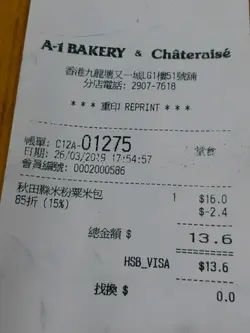 A-1 BAKERY & Châteraisé
香港九龍塘又一城LG1樓51號舖
分店電話: 2907-7618
*** 重印 REPRINT ***
帳單: C12A-01275 堂食
日期: 26/03/2019 17:54:57
會員編號: 0002000586
秋田縣米粉粟米包 1 $16.0
85折 (15%) $-2.4
總金額 $ 13.6
HSB_VISA $13.6
找換 $ 0.0